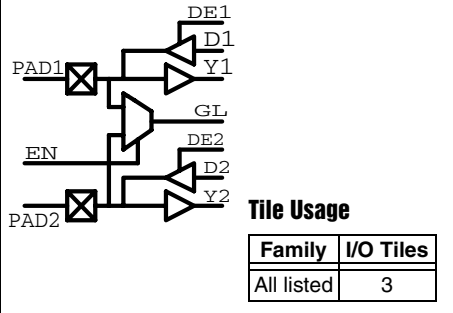 DE1
D1
PAD1
Y1
GL
DE2
EN
D2
Y2
PAD2
Tile Usage
Family I/O Tiles
All listed 3